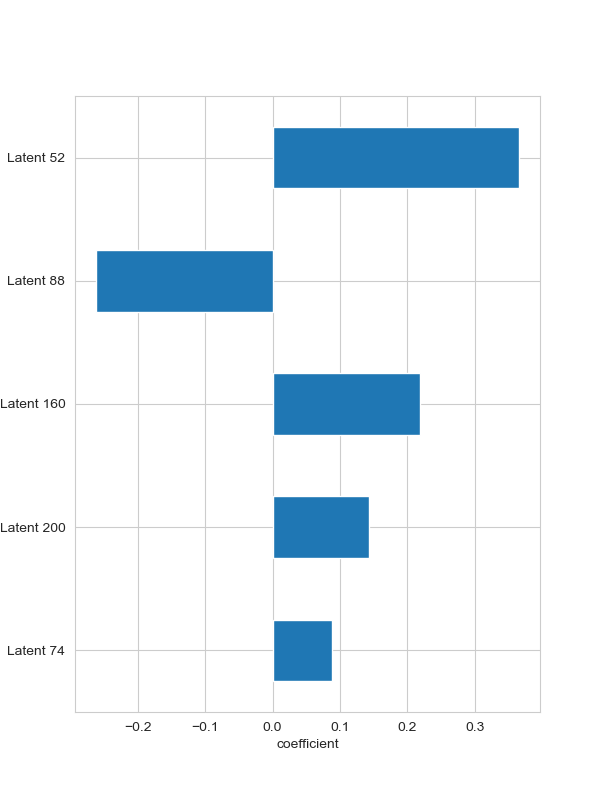 Latent 52
Latent 88
Latent 160
Latent 200
Latent 74
−0.2 −0.1 0.0 0.1 0.2 0.3
coefficient